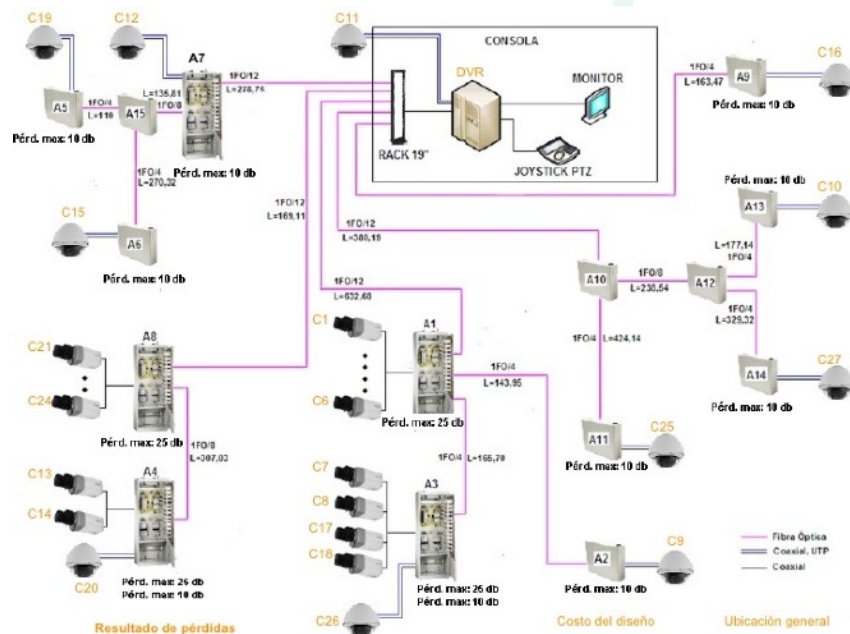 C19
C12
A7
C11
CONSOLA
DVR
MONITOR
RACK 19"
JOYSTICK PTZ
1FO/4
L=163,47
A9
C16
Pérd. max: 10 db
A5
1FO/4
L=110
A15
L=135,81
1FO/8
1FO/12
L=278,74
Pérd. max: 10 db
Pérd. max: 10 db
1FO/4
L=270,32
C15
A6
Pérd. max: 10 db
1FO/12
L=169,11
1FO/12
L=380,19
1FO/12
L=632,68
Pérd. max: 10 db
A13
C10
L=177,14
1FO/4
A10
1FO/8
L=238,54
A12
1FO/4
L=329,32
A14
C27
Pérd. max: 10 db
1FO/4
L=424,14
A11
C25
Pérd. max: 10 db
C21
C24
A8
Pérd. max: 25 db
1FO/8
L=307,03
C13
C14
A4
C20
Pérd. max: 26 db
Pérd. max: 10 db
C1
C6
A1
Pérd. max: 25 db
1FO/4
L=143,95
1FO/4
L=165,70
C7
C8
C17
C18
A3
C26
Pérd. max: 26 db
Pérd. max: 10 db
A2
C9
Pérd. max: 10 db
Fibra Óptica
Coaxial, UTP
Coaxial
Resultado de pérdidas
Costo del diseño
Ubicación general